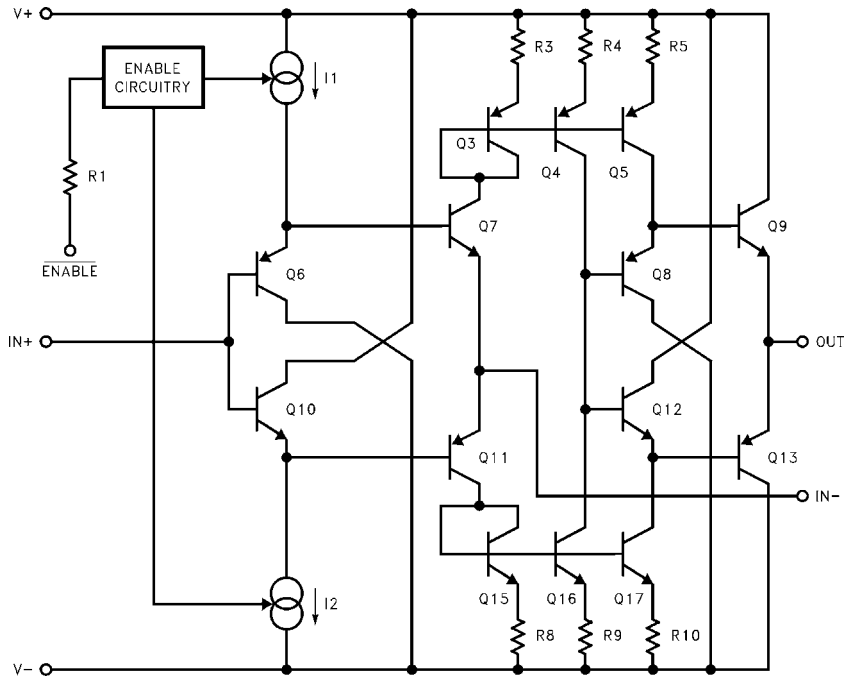 V+
R3
R4
R5
ENABLE
CIRCUITRY
I1
Q3
Q4
Q5
R1
Q7
Q9
ENABLE
Q6
Q8
IN+
OUT
Q10
Q12
Q11
Q13
IN-
I2
Q15
Q16
Q17
R8
R9
R10
V-